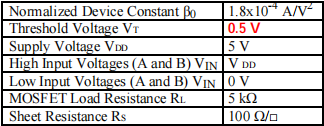 Normalized Device Constant β0 1.8x10⁻⁴ A/V²
Threshold Voltage VT 0.5 V
Supply Voltage VDD 5 V
High Input Voltages (A and B) VIN V DD
Low Input Voltages (A and B) VIN 0 V
MOSFET Load Resistance RL 5 kΩ
Sheet Resistance RS 100 Ω/□